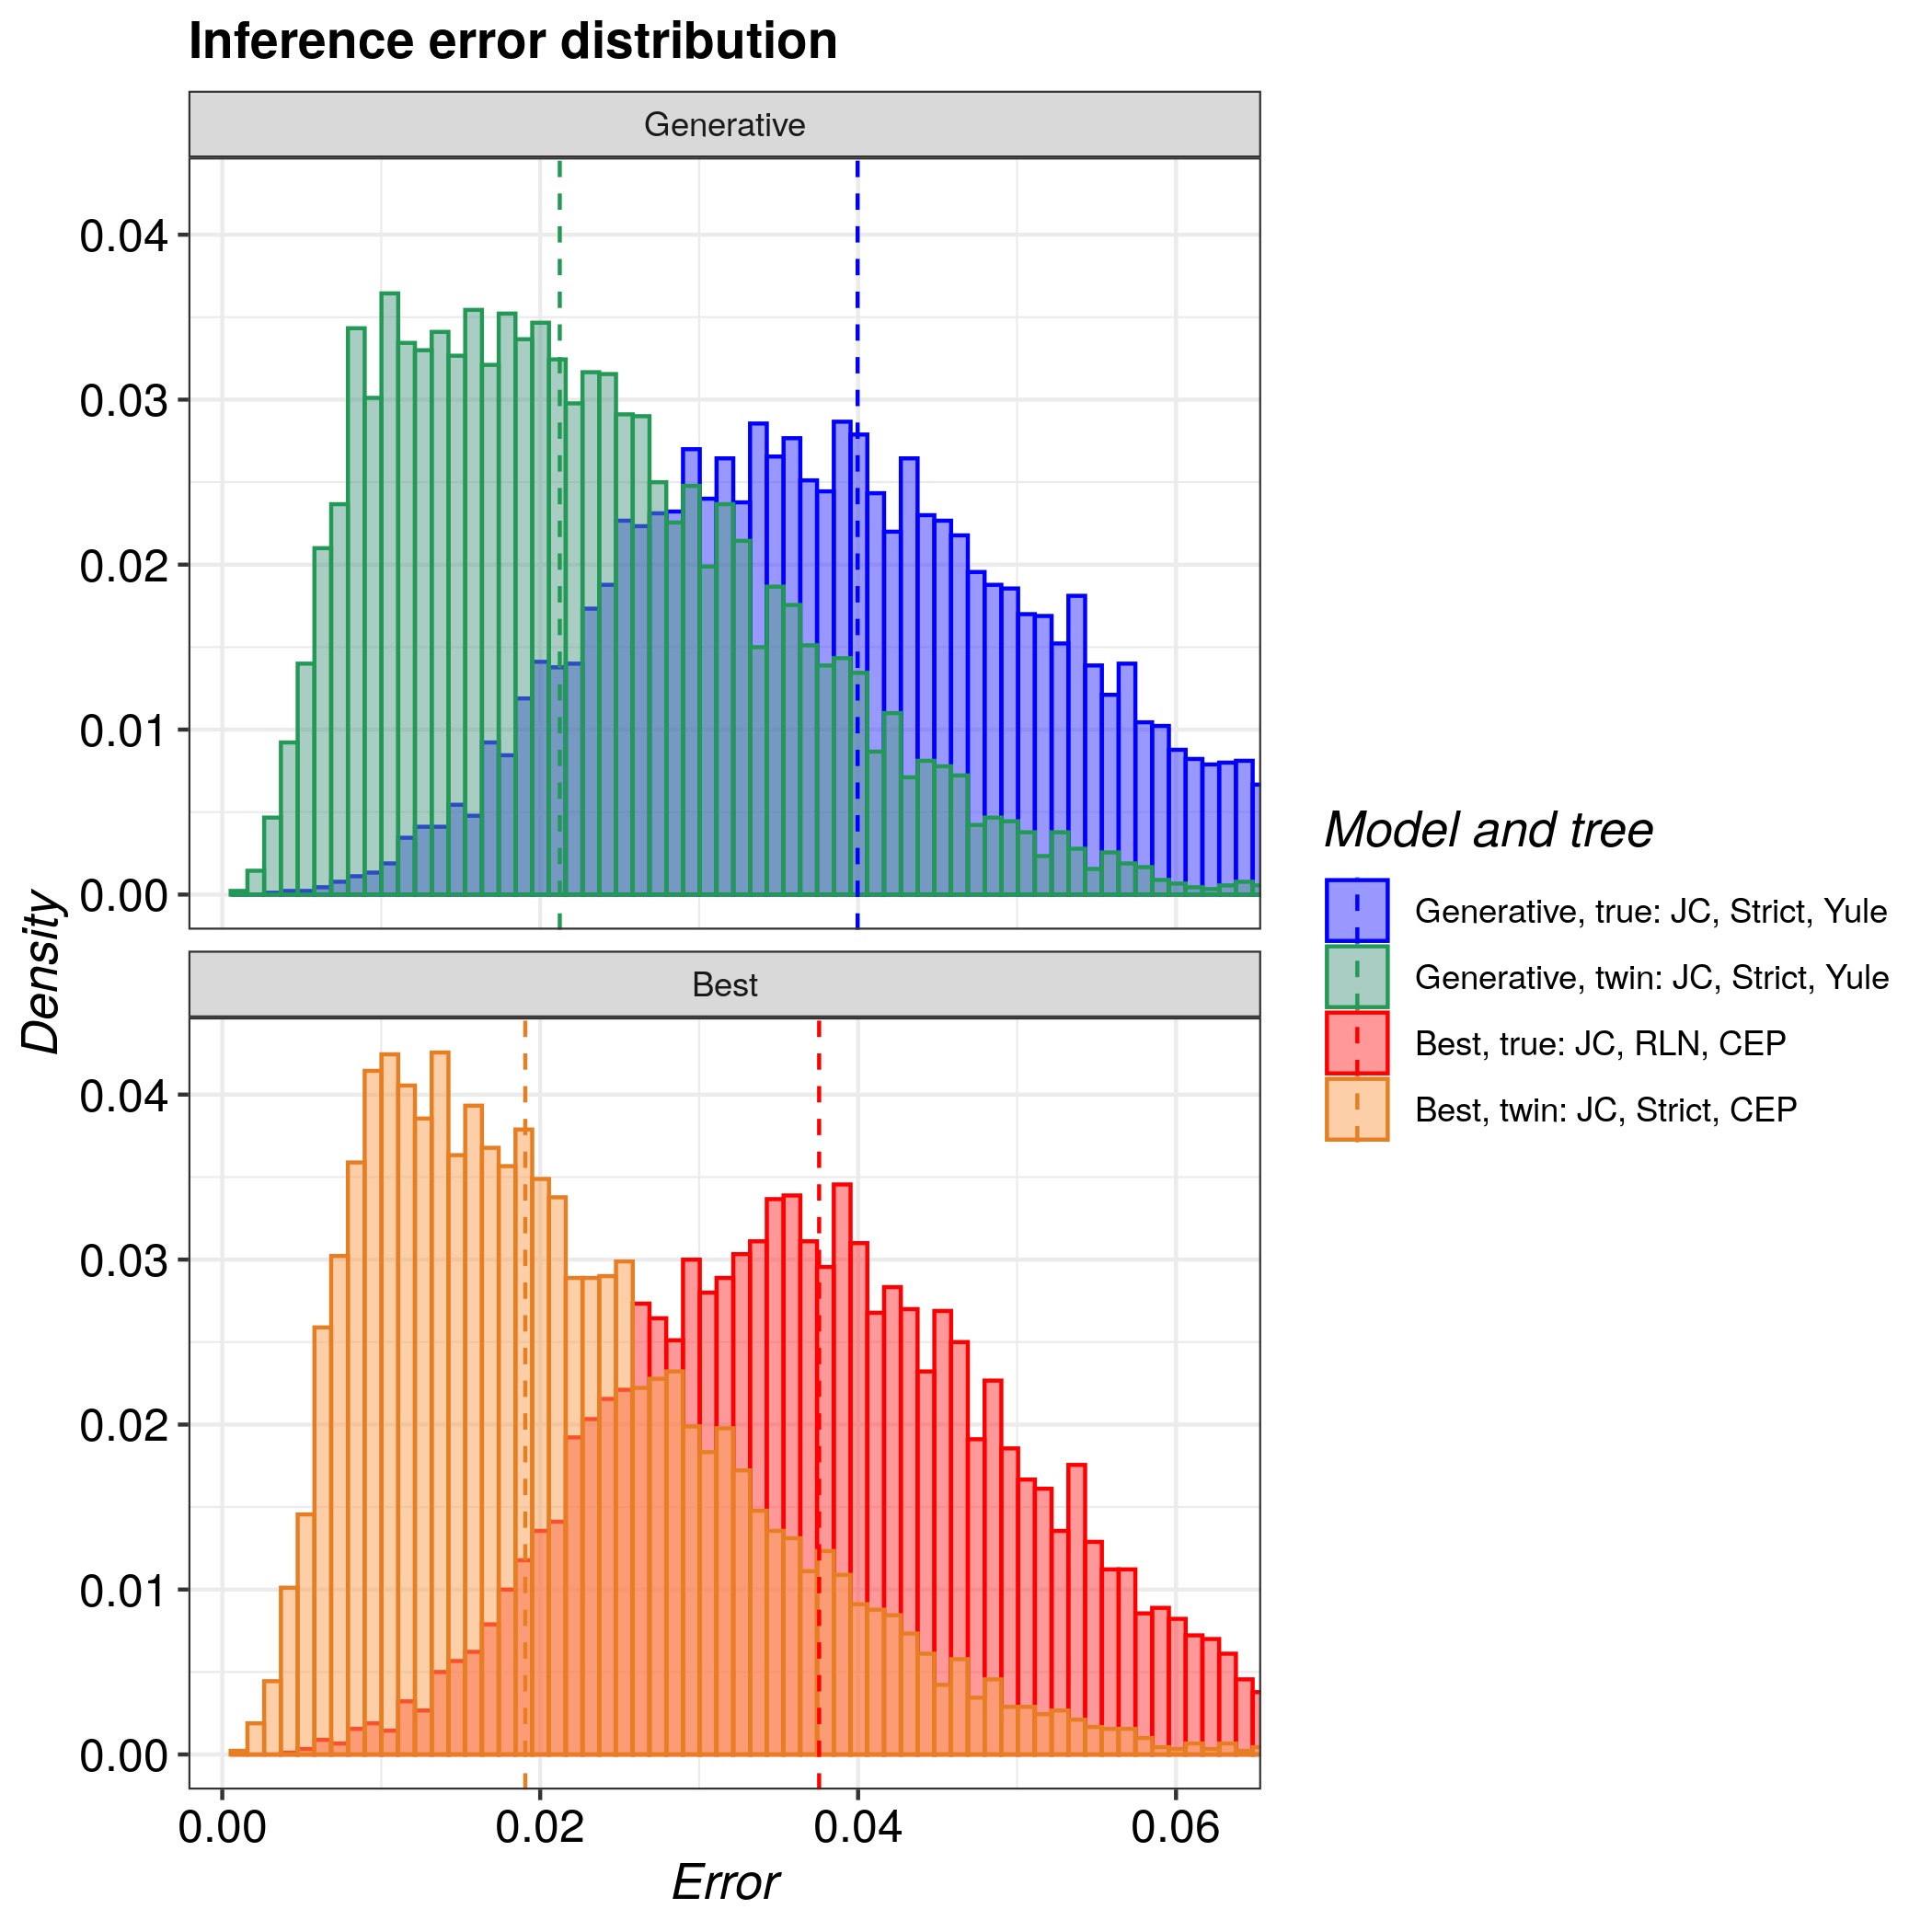 Inference error distribution
Generative
0.04
0.03
0.02
0.01
0.00
Best
0.04
0.03
0.02
0.01
0.00
0.00 0.02 0.04 0.06
Error
Density
Model and tree
Generative, true: JC, Strict, Yule
Generative, twin: JC, Strict, Yule
Best, true: JC, RLN, CEP
Best, twin: JC, Strict, CEP